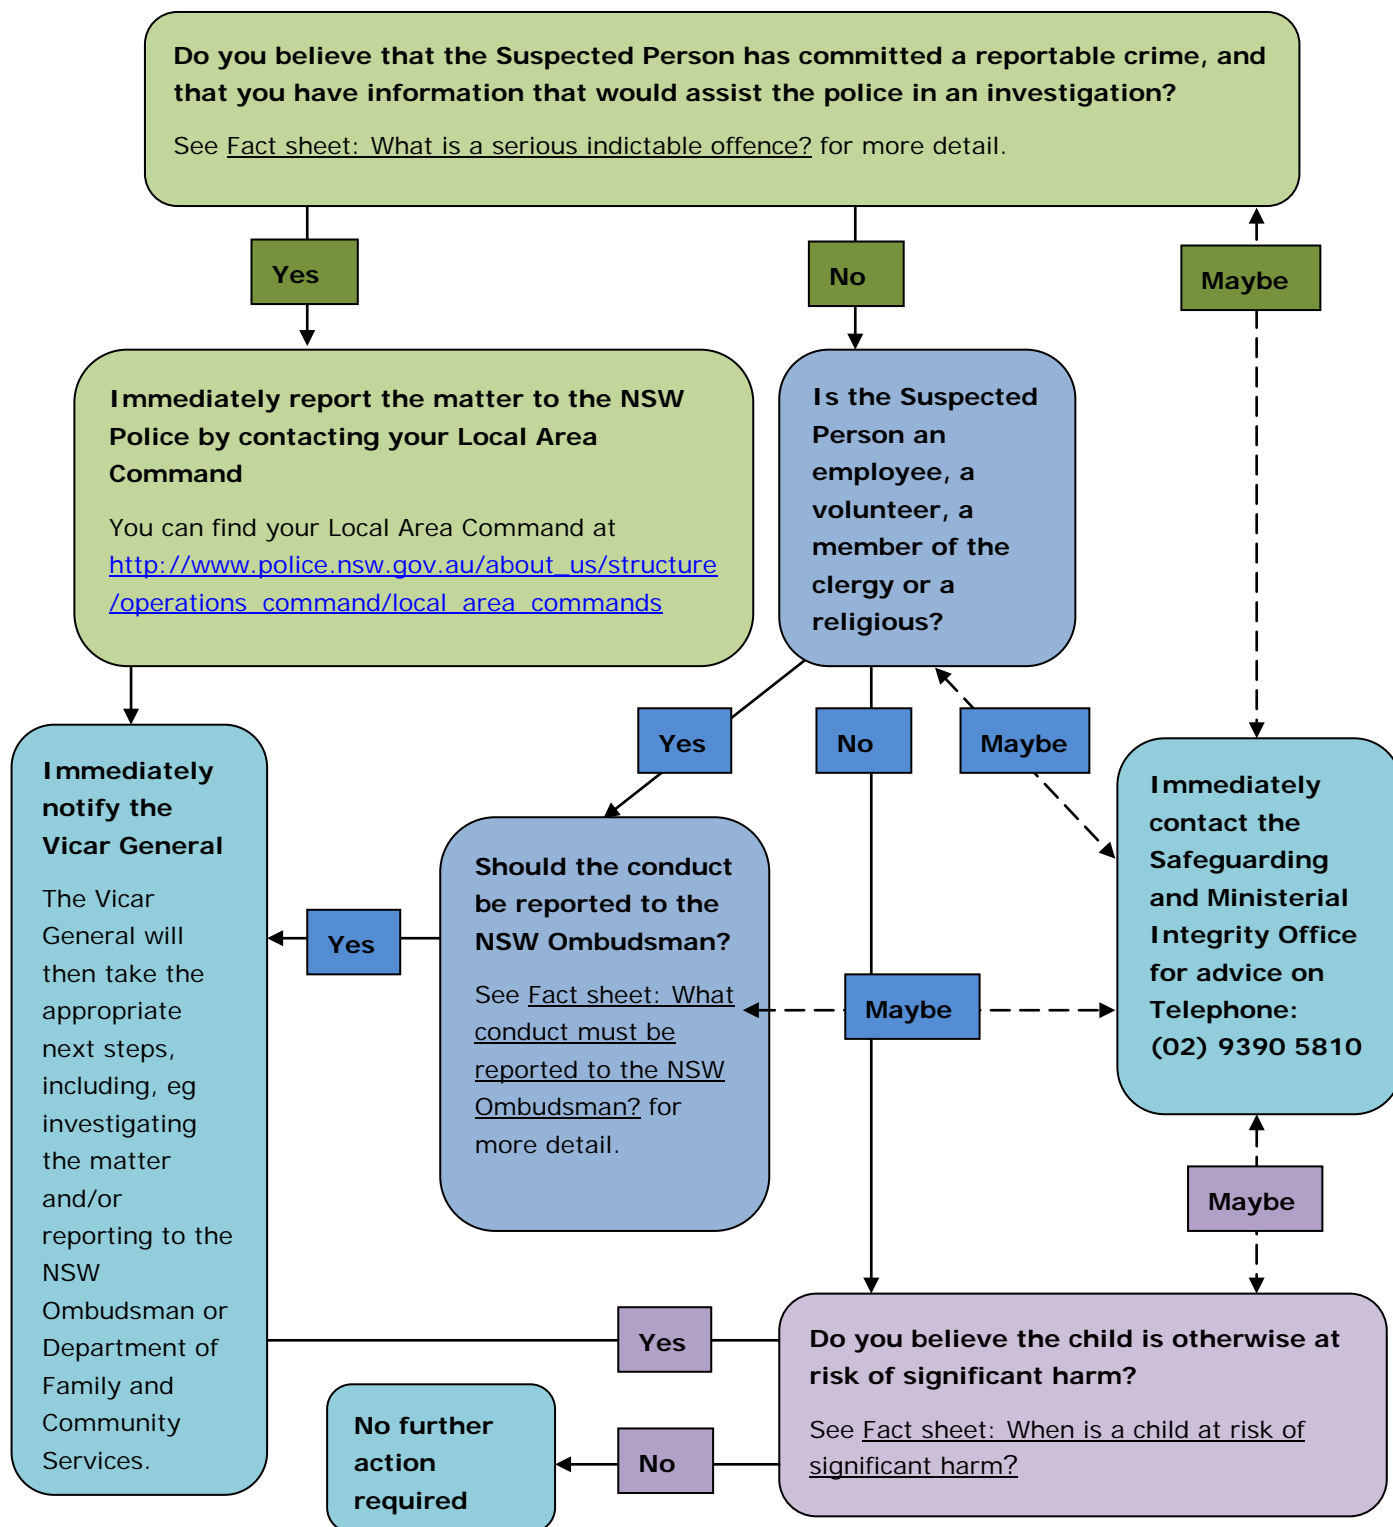 Do you believe that the Suspected Person has committed a reportable crime, and
that you have information that would assist the police in an investigation?
See Fact sheet: What is a serious indictable offence? for more detail.
Yes
No
Maybe
Immediately report the matter to the NSW
Police by contacting your Local Area
Command
You can find your Local Area Command at
http://www.police.nsw.gov.au/about_us/structure
/operations_command/local_area_commands
Is the Suspected
Person an
employee, a
volunteer, a
member of the
clergy or a
religious?
Yes
No
Maybe
Immediately
notify the
Vicar General
The Vicar
General will
then take the
appropriate
next steps,
including, eg
investigating
the matter
and/or
reporting to the
NSW
Ombudsman or
Department of
Family and
Community
Services.
Yes
Should the conduct
be reported to the
NSW Ombudsman?
See Fact sheet: What
conduct must be
reported to the NSW
Ombudsman? for
more detail.
Maybe
Immediately
contact the
Safeguarding
and Ministerial
Integrity Office
for advice on
Telephone:
(02) 9390 5810
Maybe
Yes
Do you believe the child is otherwise at
risk of significant harm?
See Fact sheet: When is a child at risk of
significant harm?
No
No further
action
required